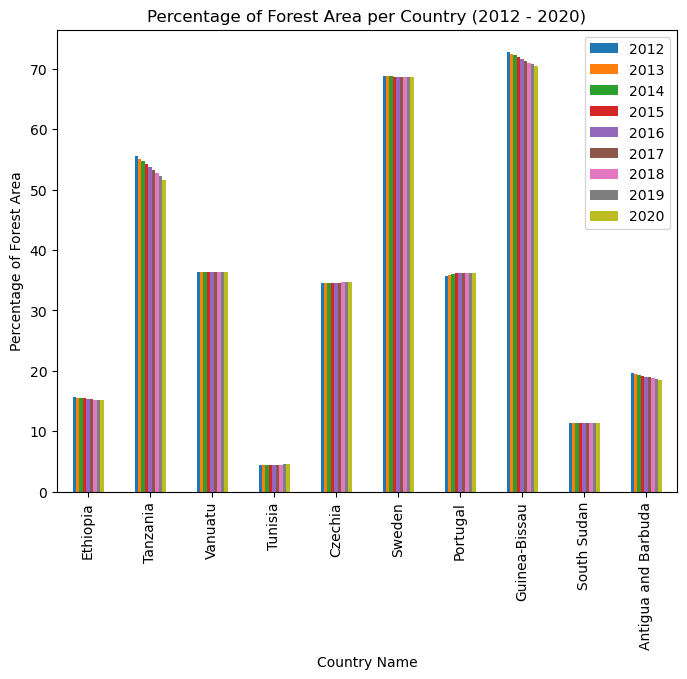 Percentage of Forest Area per Country (2012 - 2020)
2012
2013
2014
2015
2016
2017
2018
2019
2020
Percentage of Forest Area
70
60
50
40
30
20
10
0
Ethiopia
Tanzania
Vanuatu
Tunisia
Czechia
Sweden
Portugal
Guinea-Bissau
South Sudan
Antigua and Barbuda
Country Name